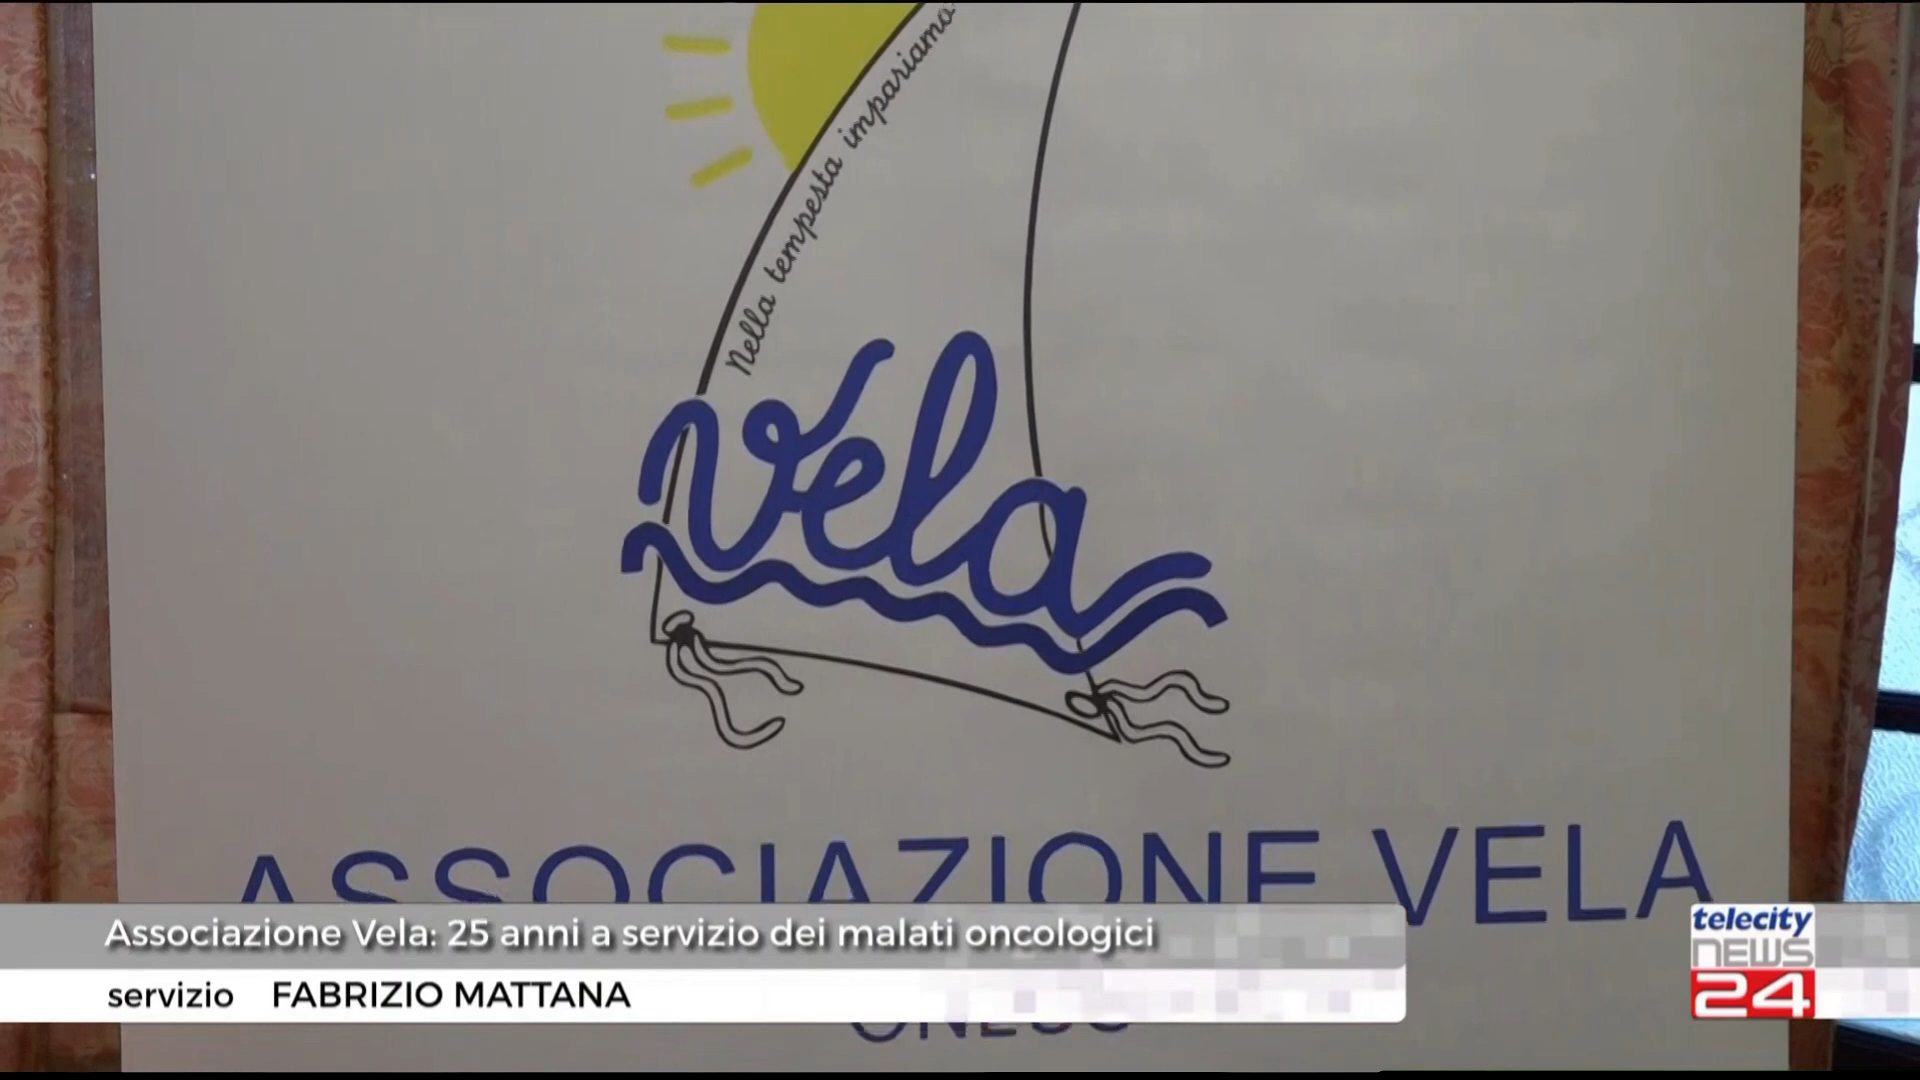 Nella tempesta impariamo
Vela
ASSOCIAZIONE VELA
Associazione Vela: 25 anni a servizio dei malati oncologici
servizio FABRIZIO MATTANA
telecity
NEWS
24